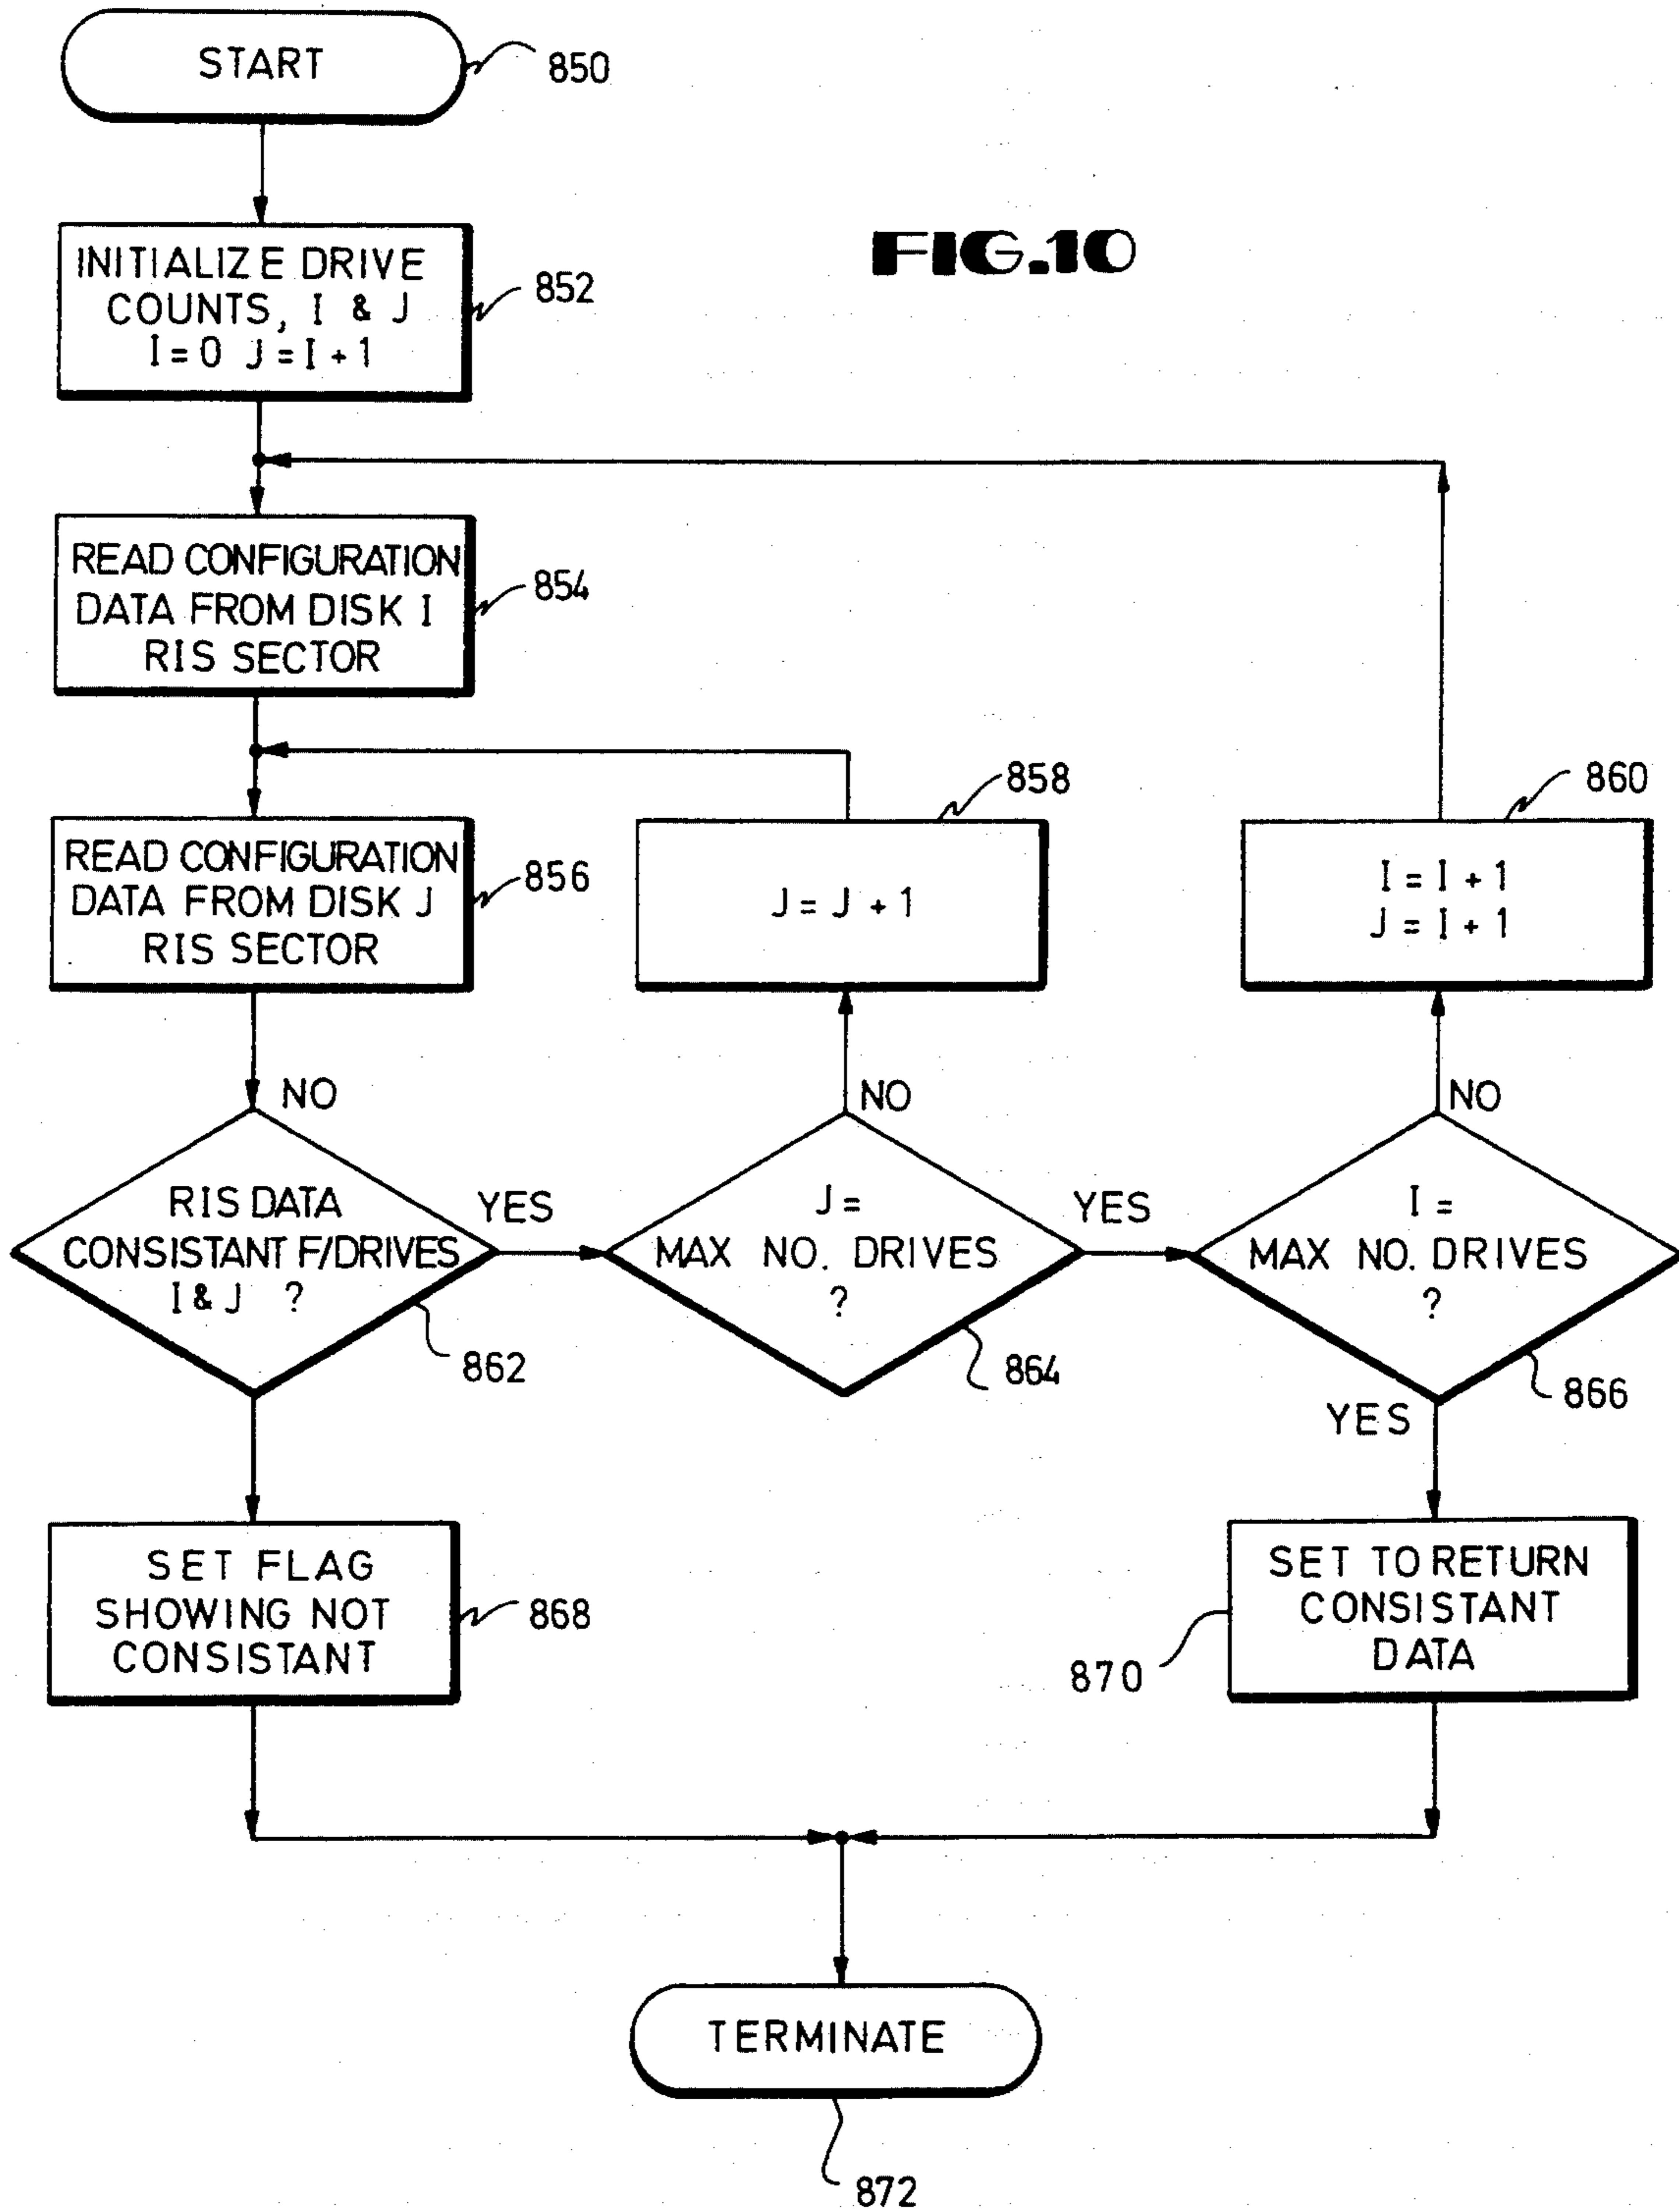 START
850
FIG.10
INITIALIZE DRIVE
COUNTS, I & J
I = 0 J = I + 1
852
READ CONFIGURATION
DATA FROM DISK I
RIS SECTOR
854
READ CONFIGURATION
DATA FROM DISK J
RIS SECTOR
856
J = J + 1
858
I = I + 1
J = I + 1
860
NO
RIS DATA
CONSISTANT F/DRIVES
I & J ?
862
YES
NO
J =
MAX NO. DRIVES
?
864
YES
NO
I =
MAX NO. DRIVES
?
866
YES
SET FLAG
SHOWING NOT
CONSISTANT
868
SET TO RETURN
CONSISTANT
DATA
870
TERMINATE
872